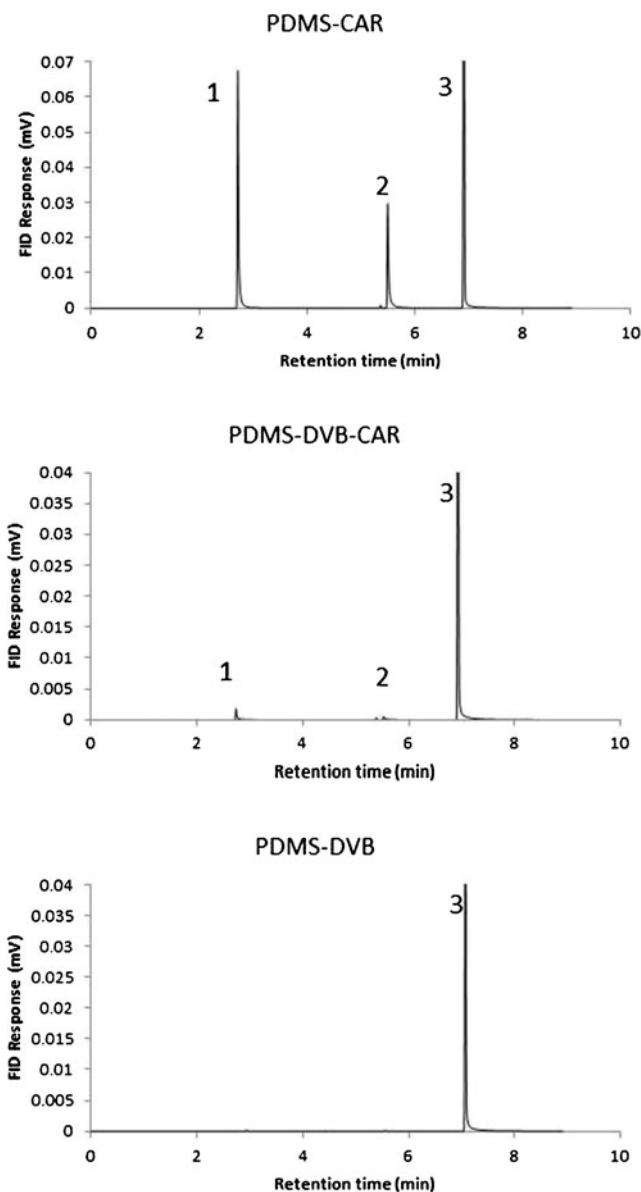 PDMS-CAR
0.07
0.06
0.05
0.04
0.03
0.02
0.01
0
FID Response (mV)
1
2
3
0 2 4 6 8 10
Retention time (min)
PDMS-DVB-CAR
0.04
0.035
0.03
0.025
0.02
0.015
0.01
0.005
0
FID Response (mV)
1
2
3
0 2 4 6 8 10
Retention time (min)
PDMS-DVB
0.04
0.035
0.03
0.025
0.02
0.015
0.01
0.005
0
FID Response (mV)
3
0 2 4 6 8 10
Retention time (min)